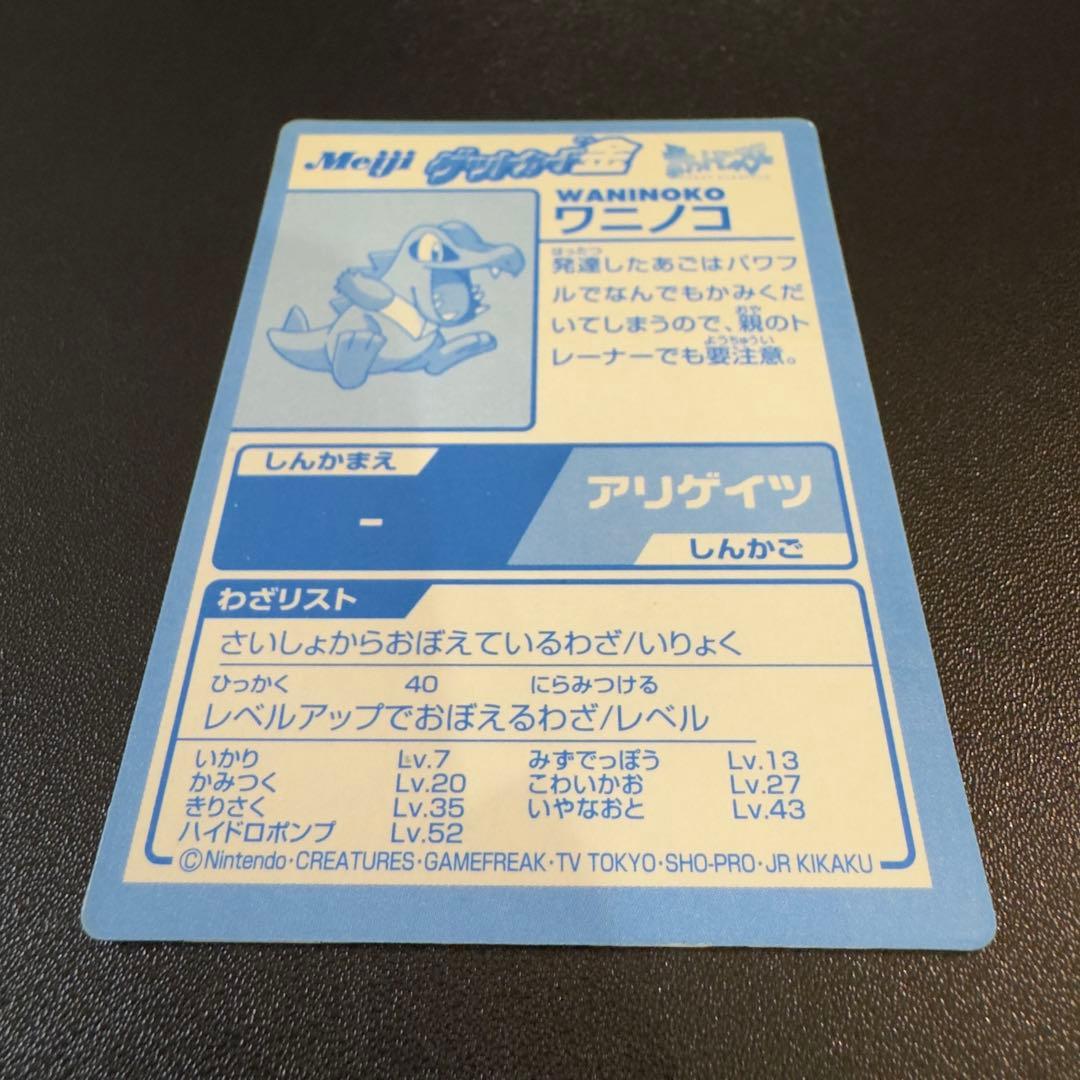 Meiji ゲットカード金
WANINOKO
ワニノコ
はったつ
発達したあごはパワフ
ルでなんでもかみくだ
おや
いてしまうので、親のト
ようちゅうい
レーナーでも要注意。
しんかまえ
-
アリゲイツ
しんかご
わざリスト
さいしょからおぼえているわざ/いりょく
ひっかく 40 にらみつける
レベルアップでおぼえるわざ/レベル
いかり Lv.7 みずでっぽう Lv.13
かみつく Lv.20 こわいかお Lv.27
きりさく Lv.35 いやなおと Lv.43
ハイドロポンプ Lv.52
©Nintendo・CREATURES・GAMEFREAK・TV TOKYO・SHO-PRO・JR KIKAKU